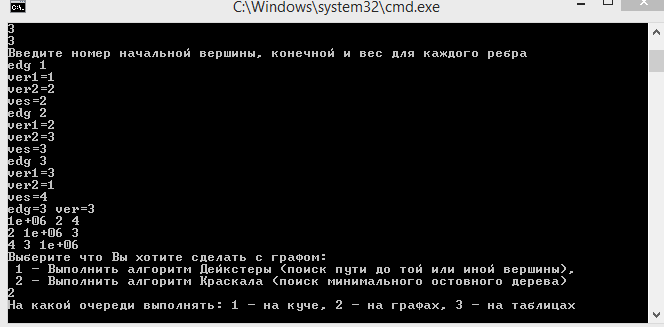 C:\Windows\system32\cmd.exe
3
3
Введите номер начальной вершины, конечной и вес для каждого ребра
edg 1
ver1=1
ver2=2
ves=2
edg 2
ver1=2
ver2=3
ves=3
edg 3
ver1=3
ver2=1
ves=4
edg=3 ver=3
1e+06 2 4
2 1e+06 3
4 3 1e+06
Выберите что Вы хотите сделать с графом:
1 - Выполнить алгоритм Дейкстеры (поиск пути до той или иной вершины),
2 - Выполнить алгоритм Краскала (поиск минимального остовного дерева)
2
На какой очереди выполнять: 1 - на куче, 2 - на графах, 3 - на таблицах